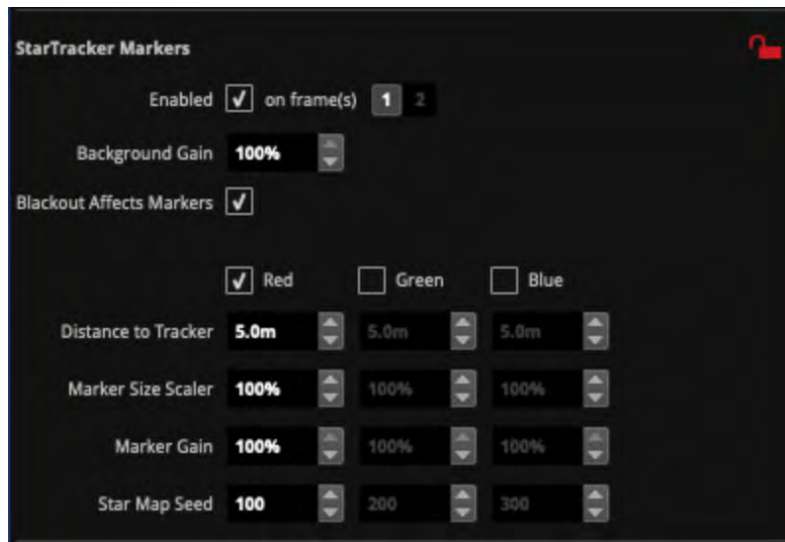 StarTracker Markers
Enabled on frame(s) 1 2
Background Gain 100%
Blackout Affects Markers
Red Green Blue
Distance to Tracker 5.0m 5.0m 5.0m
Marker Size Scaler 100% 100% 100%
Marker Gain 100% 100% 100%
Star Map Seed 100 200 300